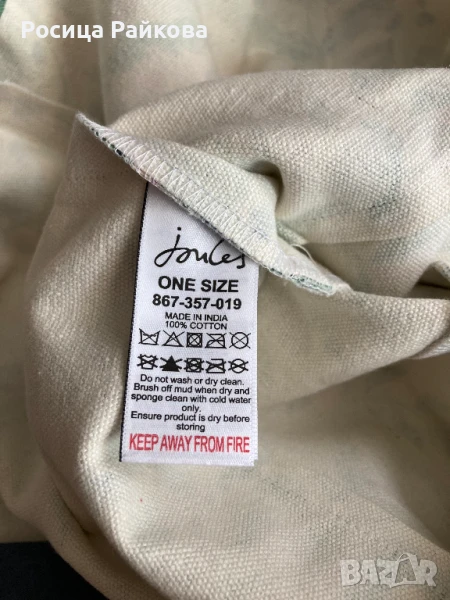 Росица Райкова
Joules
ONE SIZE
867-357-019
MADE IN INDIA
100% COTTON
Do not wash or dry clean.
Brush off mud when dry and
sponge clean with cold water
only.
Ensure product is dry before
storing
KEEP AWAY FROM FIRE
BAZAR